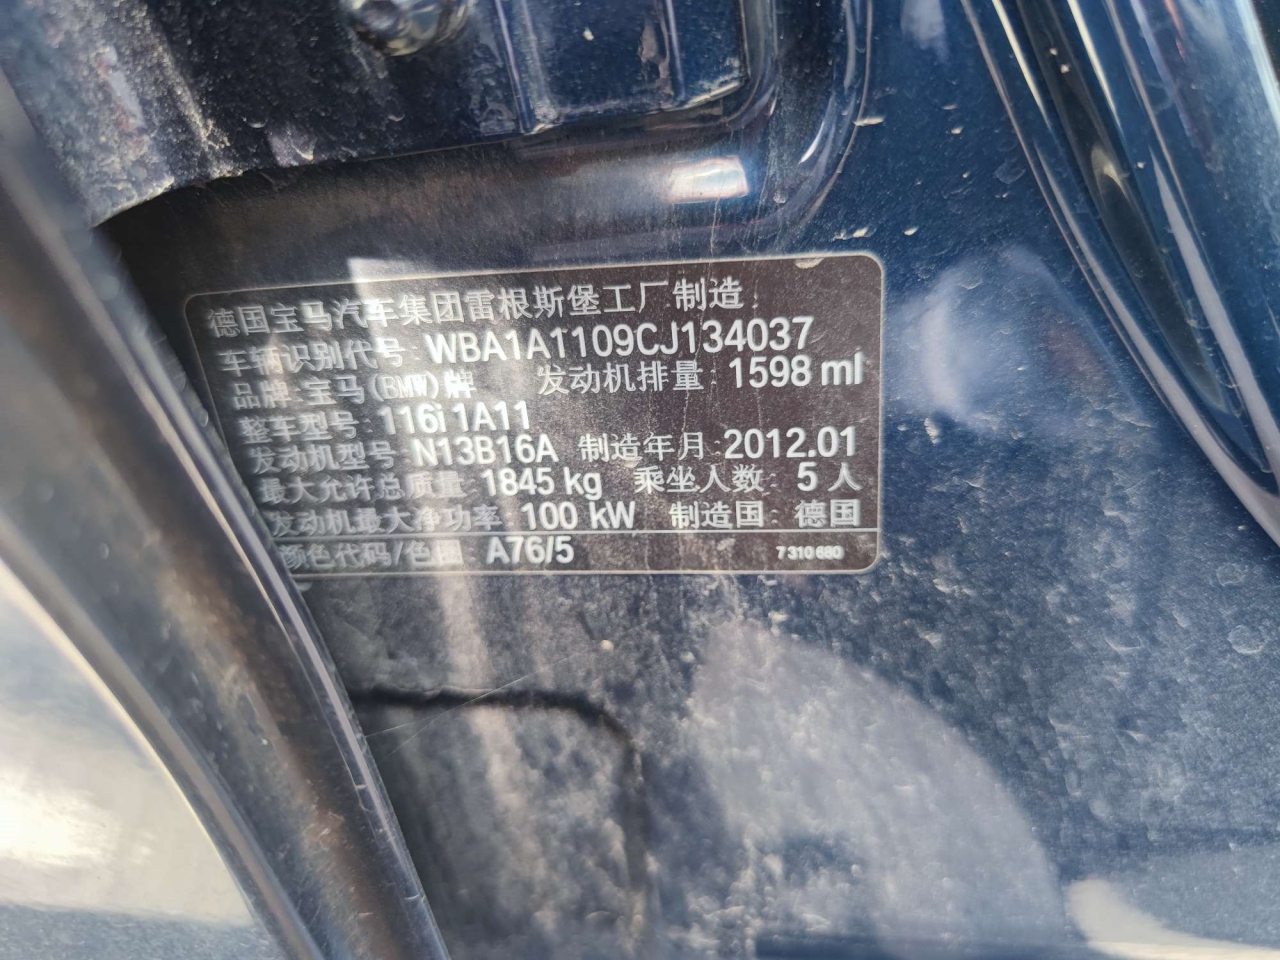 德国宝马汽车集团雷根斯堡工厂制造
车辆识别代号: WBA1A1109CJ134037
品牌: 宝马(BMW)牌 发动机排量: 1598 ml
整车型号: 116i 1A11
发动机型号 N13B16A 制造年月: 2012.01
最大允许总质量 1845 kg 乘坐人数: 5 人
发动机最大净功率 100 kW 制造国: 德国
颜色代码/色围: A76/5 7310680